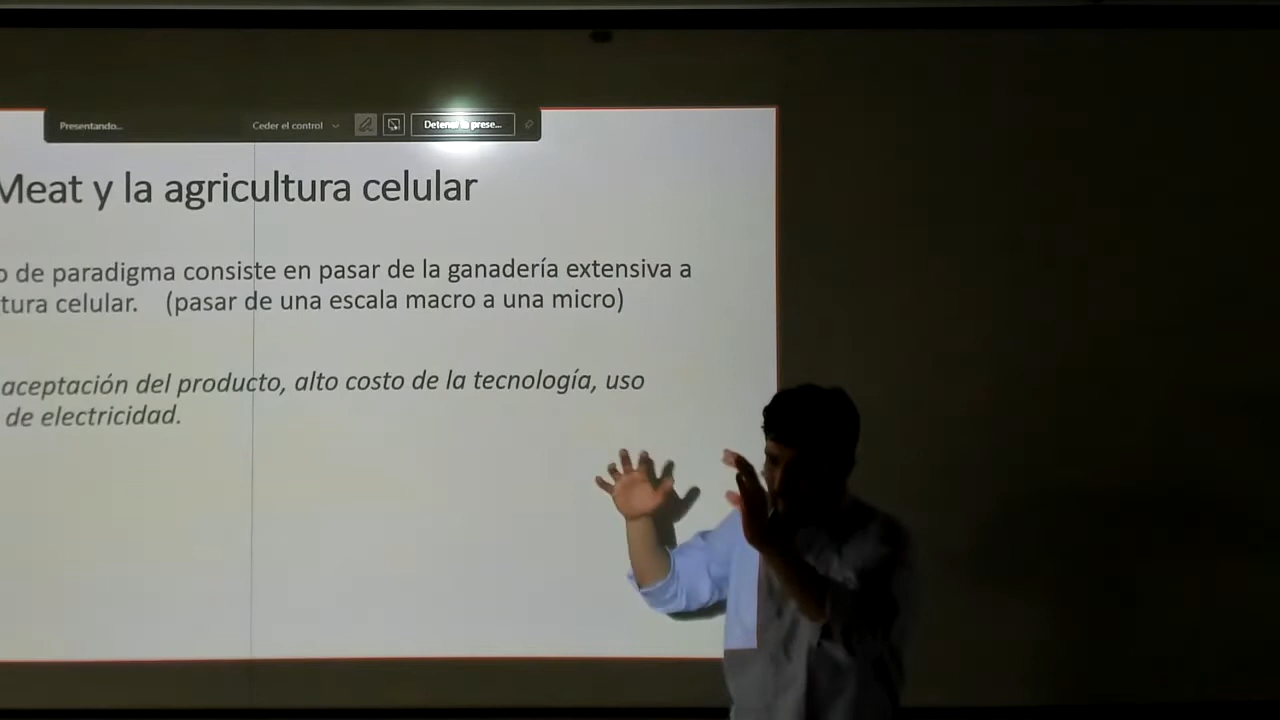 Presentando...
Ceder el control
Meat y la agricultura celular
de paradigma consiste en pasar de la ganadería extensiva a
tura celular. (pasar de una escala macro a una micro)
aceptación del producto, alto costo de la tecnología, uso
de electricidad.